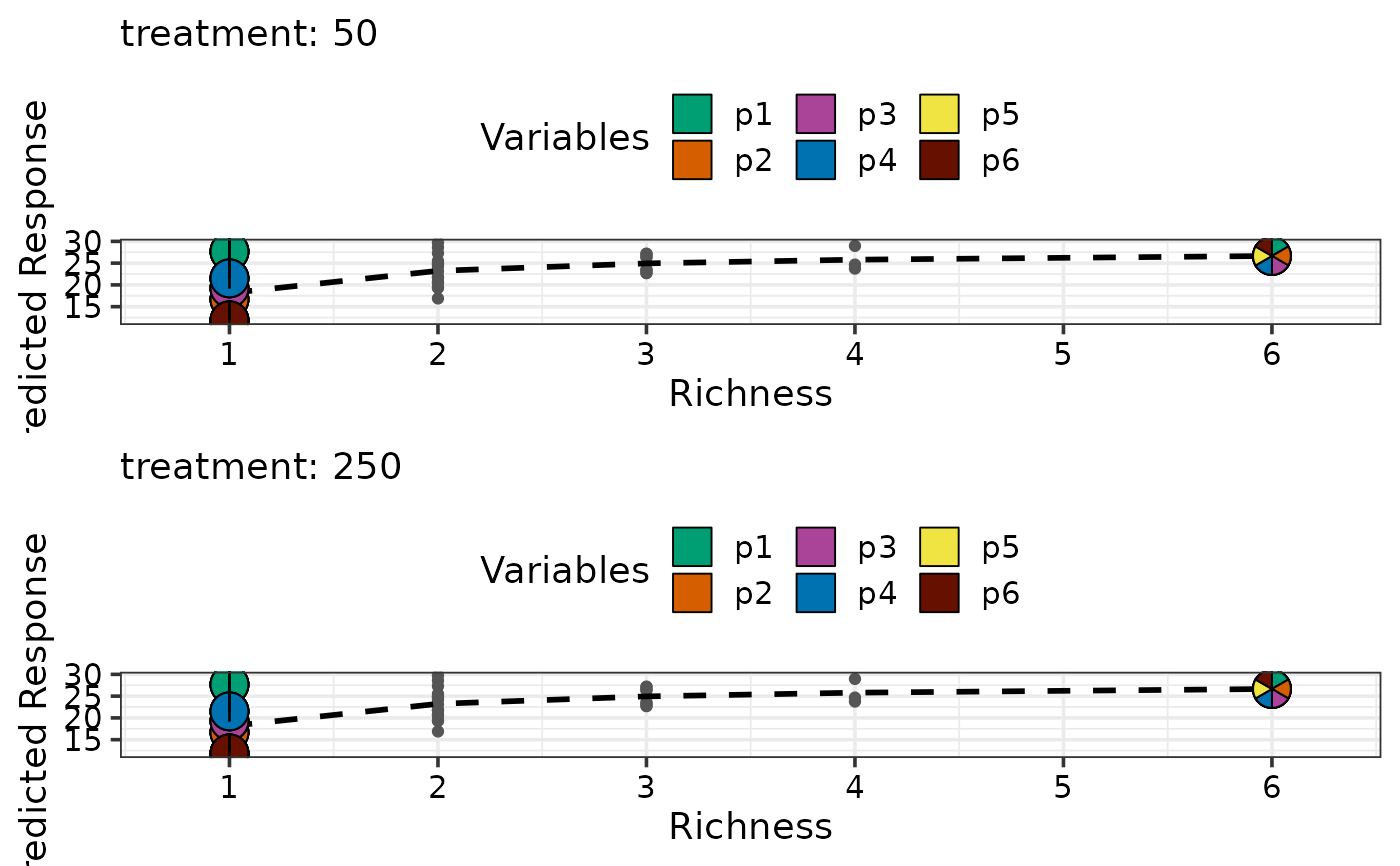 treatment: 50
Variables
p1 p3 p5
p2 p4 p6
redicted Response
30
25
20
15
1 2 3 4 5 6
Richness
treatment: 250
Variables
p1 p3 p5
p2 p4 p6
redicted Response
30
25
20
15
1 2 3 4 5 6
Richness